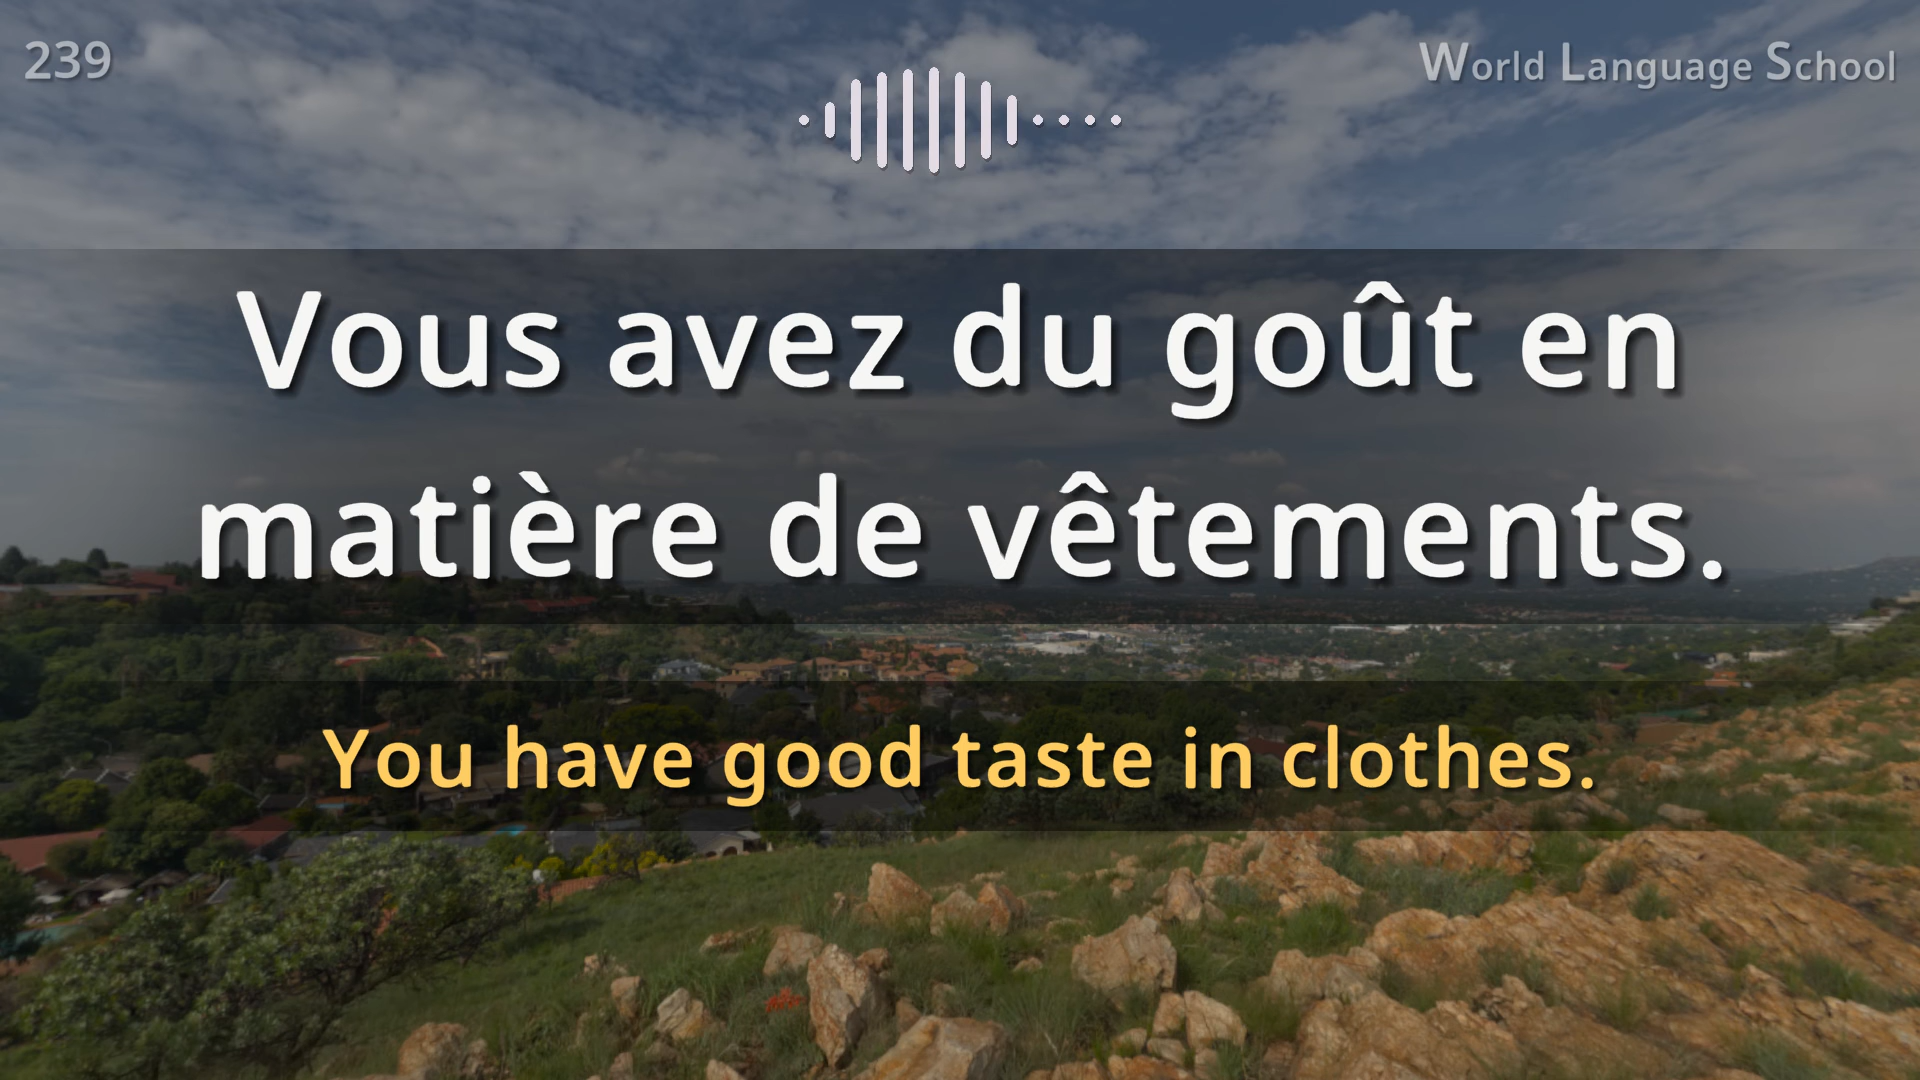 239
World Language School
Vous avez du goût en
matière de vêtements.
You have good taste in clothes.